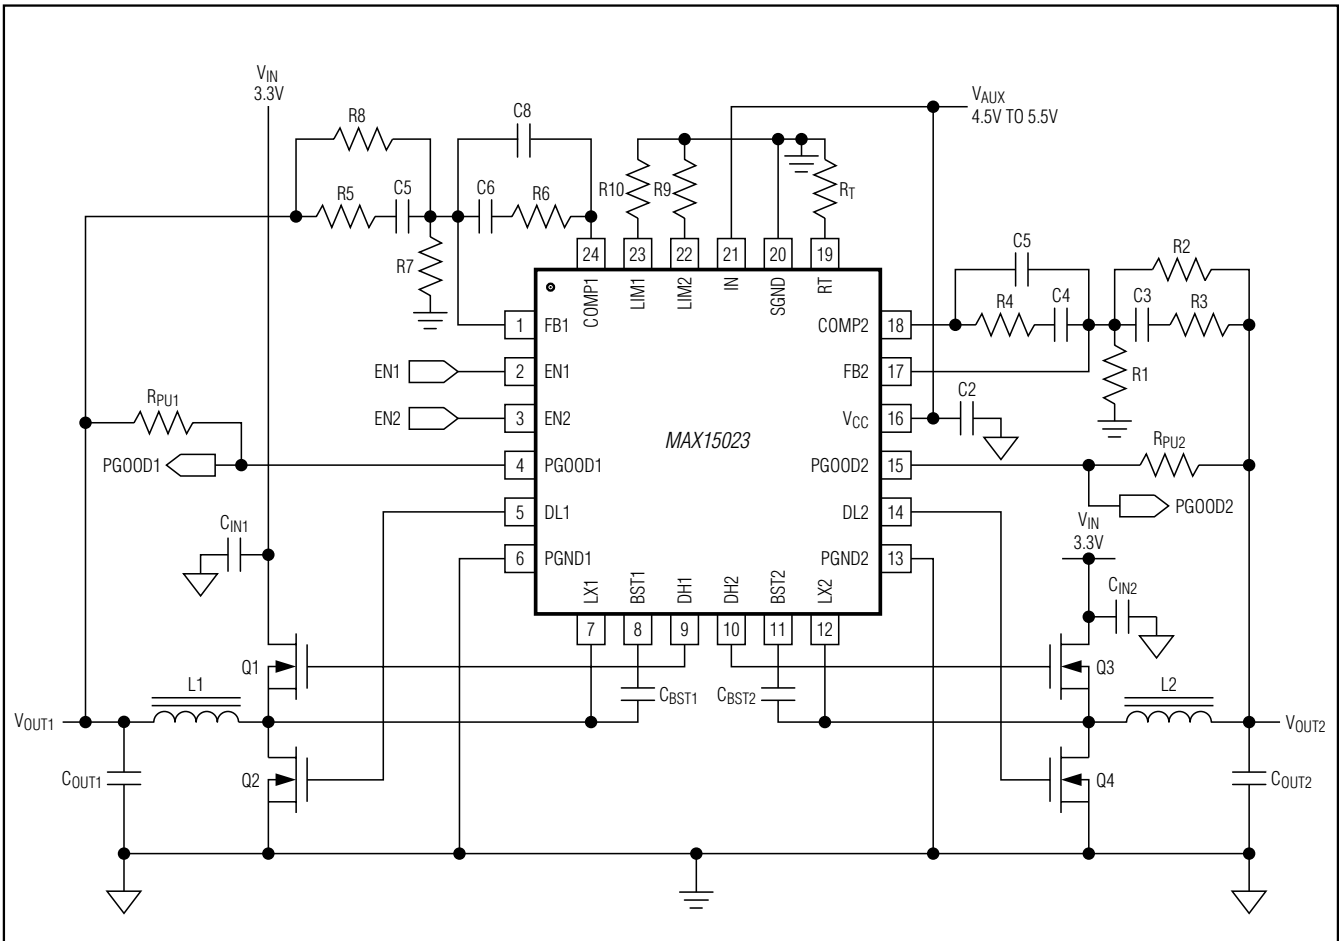 VIN
3.3V
R8
C8
VAUX
4.5V TO 5.5V
R5
C5
C6
R6
R10
R9
RT
R7
24
23
22
21
20
19
COMP1
LIM1
LIM2
IN
SGND
RT
C5
R2
R4
C4
C3
R3
1
FB1
COMP2
18
EN1
2
EN1
FB2
17
R1
RPU1
EN2
3
EN2
VCC
16
C2
MAX15023
PGOOD1
4
PGOOD1
PGOOD2
15
RPU2
PGOOD2
5
DL1
DL2
14
CIN1
VIN
3.3V
6
PGND1
PGND2
13
LX1
BST1
DH1
DH2
BST2
LX2
CIN2
7
8
9
10
11
12
Q1
Q3
L1
CBST1
CBST2
L2
VOUT1
VOUT2
COUT1
Q2
Q4
COUT2